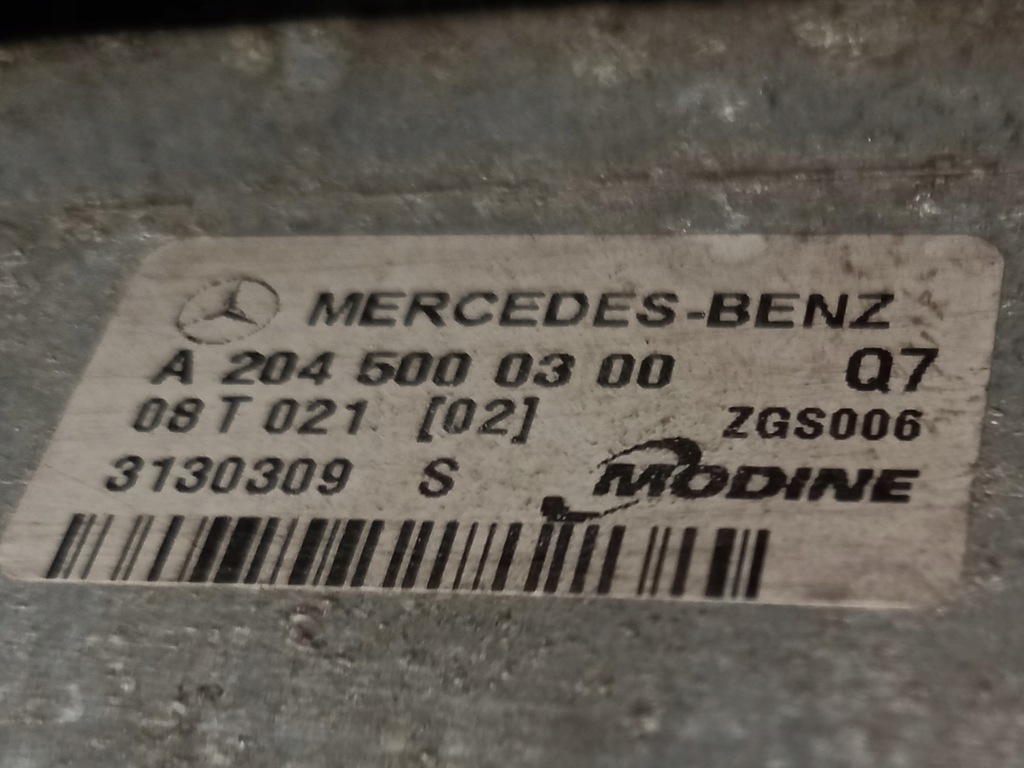 MERCEDES-BENZ
A 204 500 03 00 Q7
08 T 021 [02] ZGS006
3130309 S MODINE